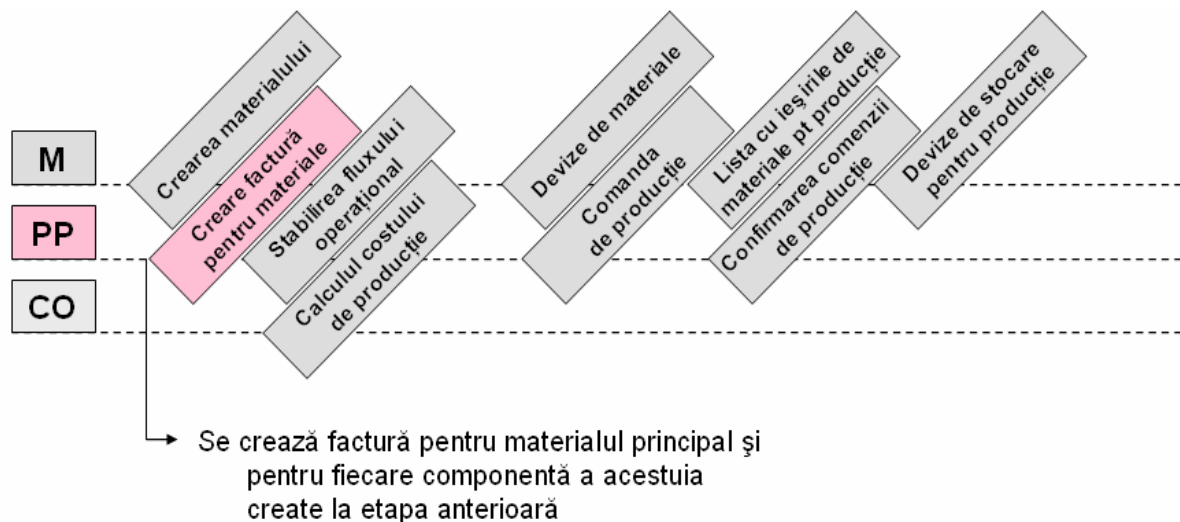 M
PP
CO
Crearea materialului
Creare factură
pentru materiale
Stabilirea fluxului
operațional
Calculul costului
de producție
Devize de materiale
Comanda
de producție
Lista cu ieşirile de
materiale pt producție
Confirmarea comenzii
de producție
Devize de stocare
pentru producție
Se crează factură pentru materialul principal şi
pentru fiecare componentă a acestuia
create la etapa anterioară